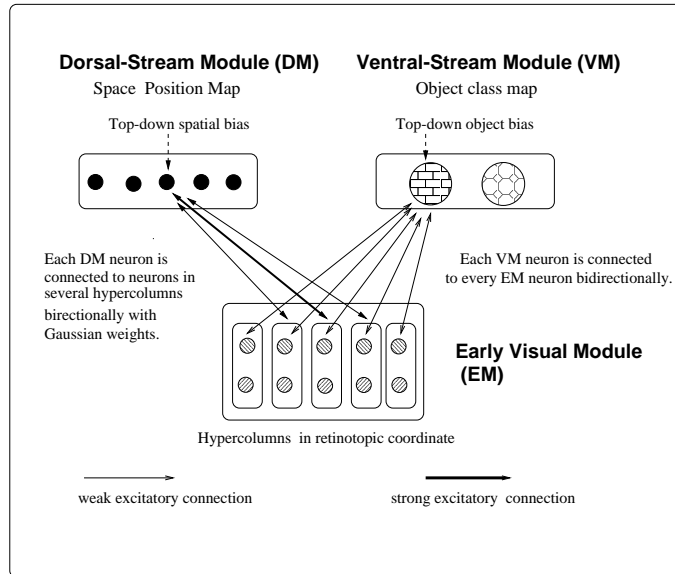 Dorsal-Stream Module (DM)
Space Position Map
Top-down spatial bias
Ventral-Stream Module (VM)
Object class map
Top-down object bias
Each DM neuron is
connected to neurons in
several hypercolumns
birectionally with
Gaussian weights.
Each VM neuron is connected
to every EM neuron bidirectionally.
Early Visual Module
(EM)
Hypercolumns in retinotopic coordinate
weak excitatory connection
strong excitatory connection